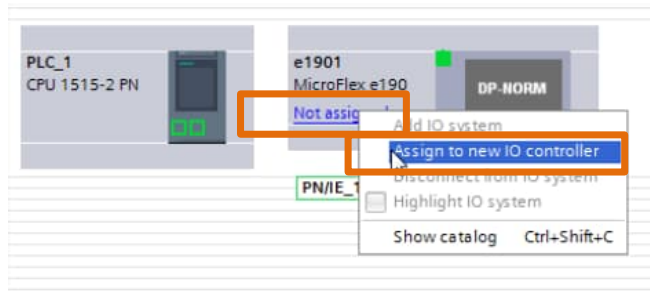 PLC_1
CPU 1515-2 PN
e1901
MicroFlex e190
DP-NORM
Not
Add IO system
Assign to new IO controller
Disconnect from IO system
Highlight IO system
Show catalog Ctrl+Shift+C
PN/IE_1